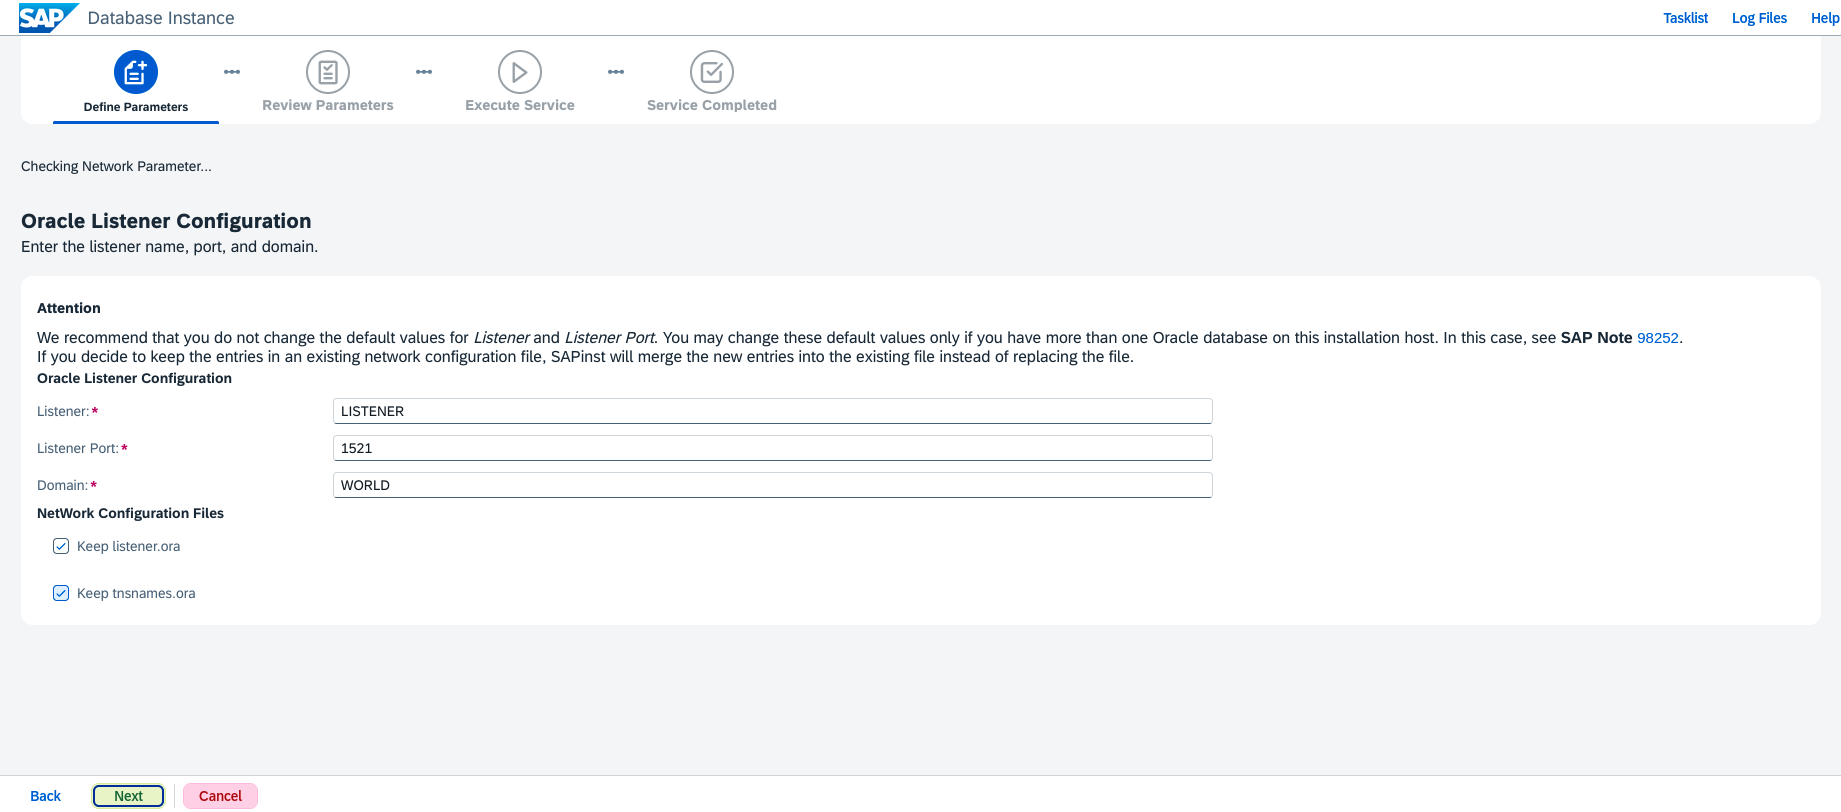 SAP Database Instance
Tasklist Log Files Help
Define Parameters Review Parameters Execute Service Service Completed
Checking Network Parameter...
Oracle Listener Configuration
Enter the listener name, port, and domain.
Attention
We recommend that you do not change the default values for Listener and Listener Port. You may change these default values only if you have more than one Oracle database on this installation host. In this case, see SAP Note 98252.
If you decide to keep the entries in an existing network configuration file, SAPinst will merge the new entries into the existing file instead of replacing the file.
Oracle Listener Configuration
Listener:* LISTENER
Listener Port:* 1521
Domain:* WORLD
NetWork Configuration Files
Keep listener.ora
Keep tnsnames.ora
Back Next Cancel